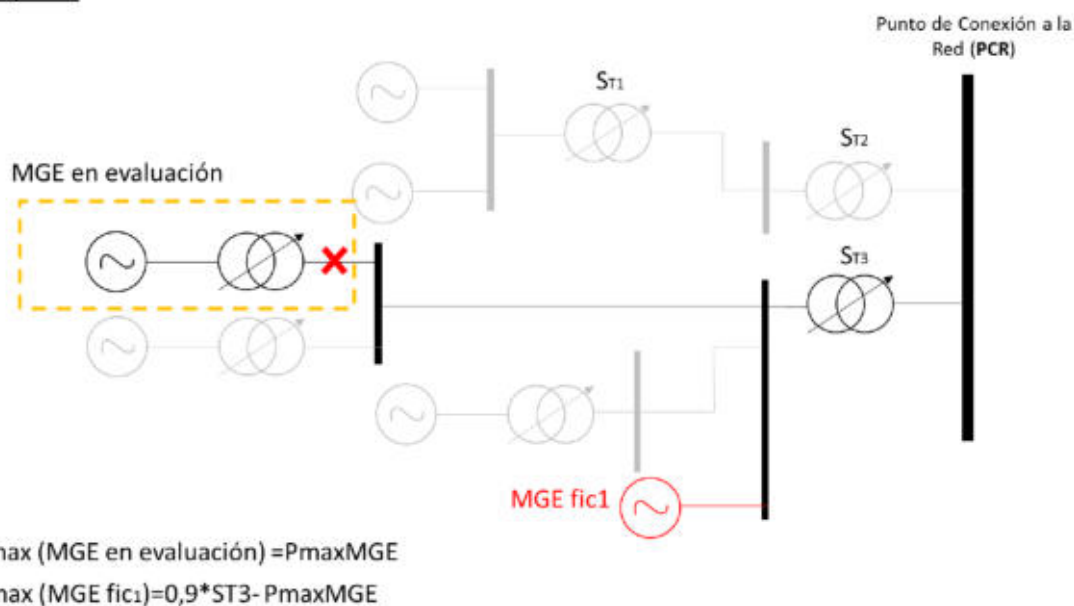 Punto de Conexión a la
Red (PCR)
ST1
ST2
MGE en evaluación
ST3
MGE fic1
max (MGE en evaluación) =PmaxMGE
max (MGE fic1)=0,9*ST3- PmaxMGE